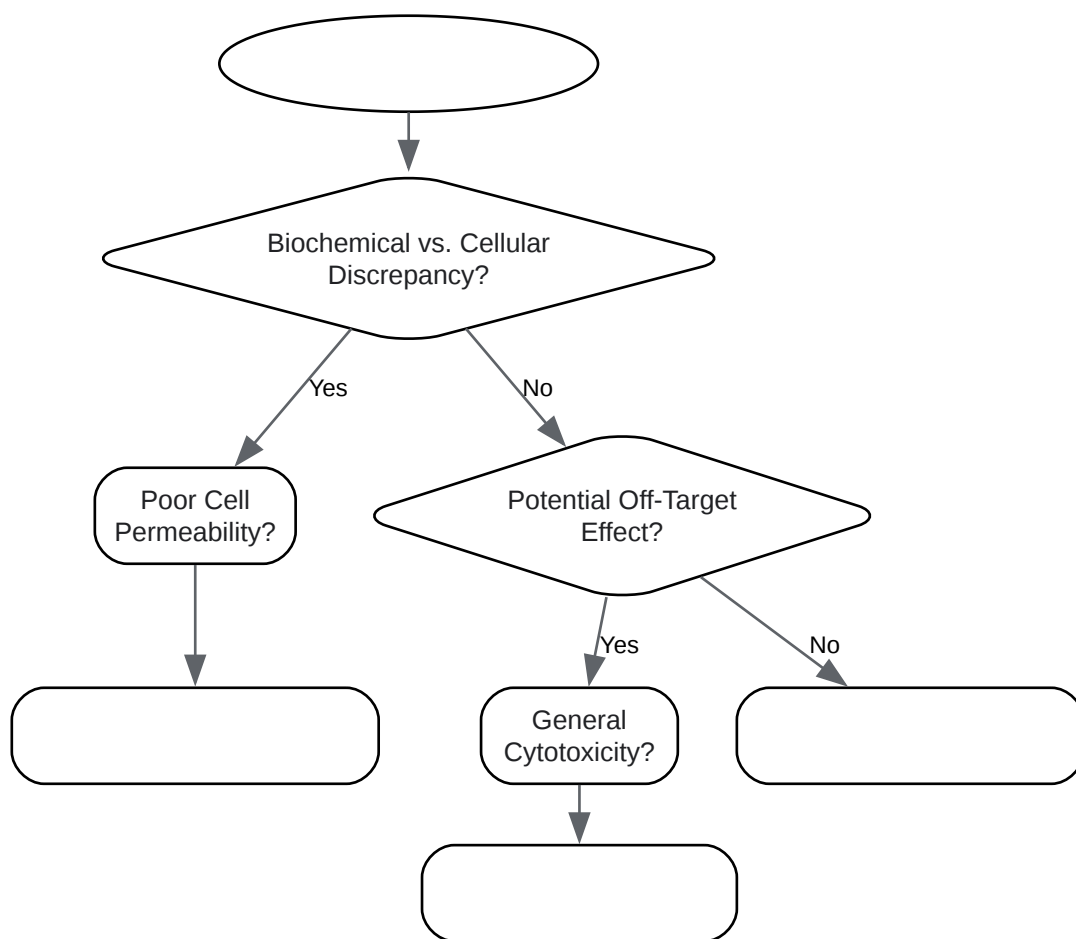 Biochemical vs. Cellular
Discrepancy?
Yes
No
Poor Cell
Permeability?
Potential Off-Target
Effect?
Yes
No
General
Cytotoxicity?